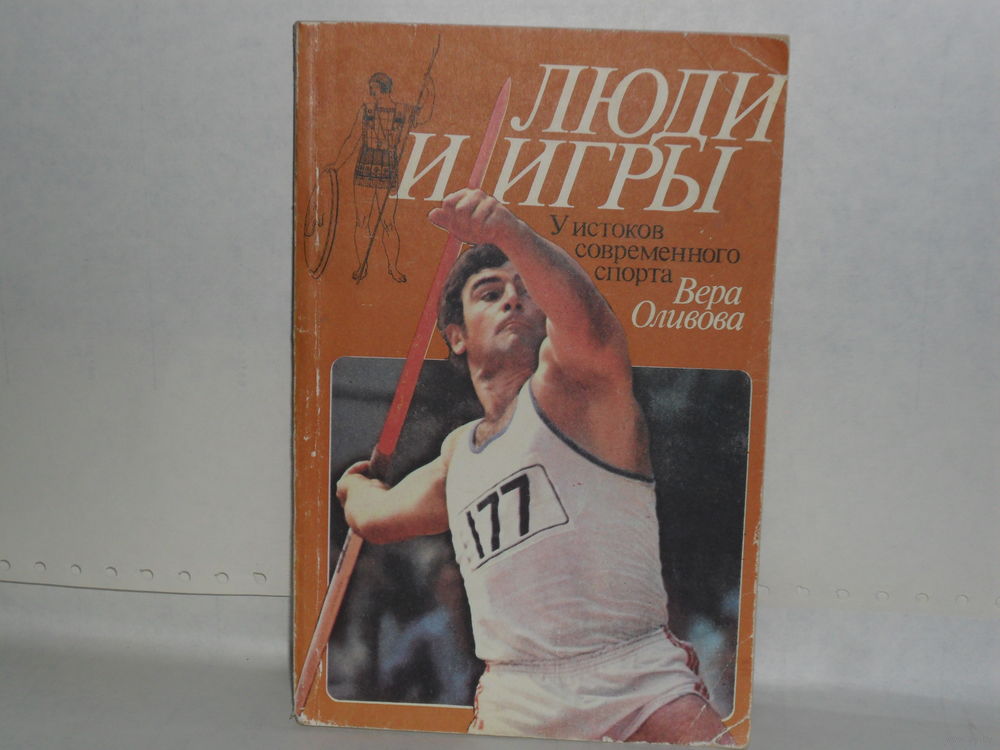 ЛЮДИ
И ИГРЫ
У истоков
современного
спорта
Вера
Оливова
177